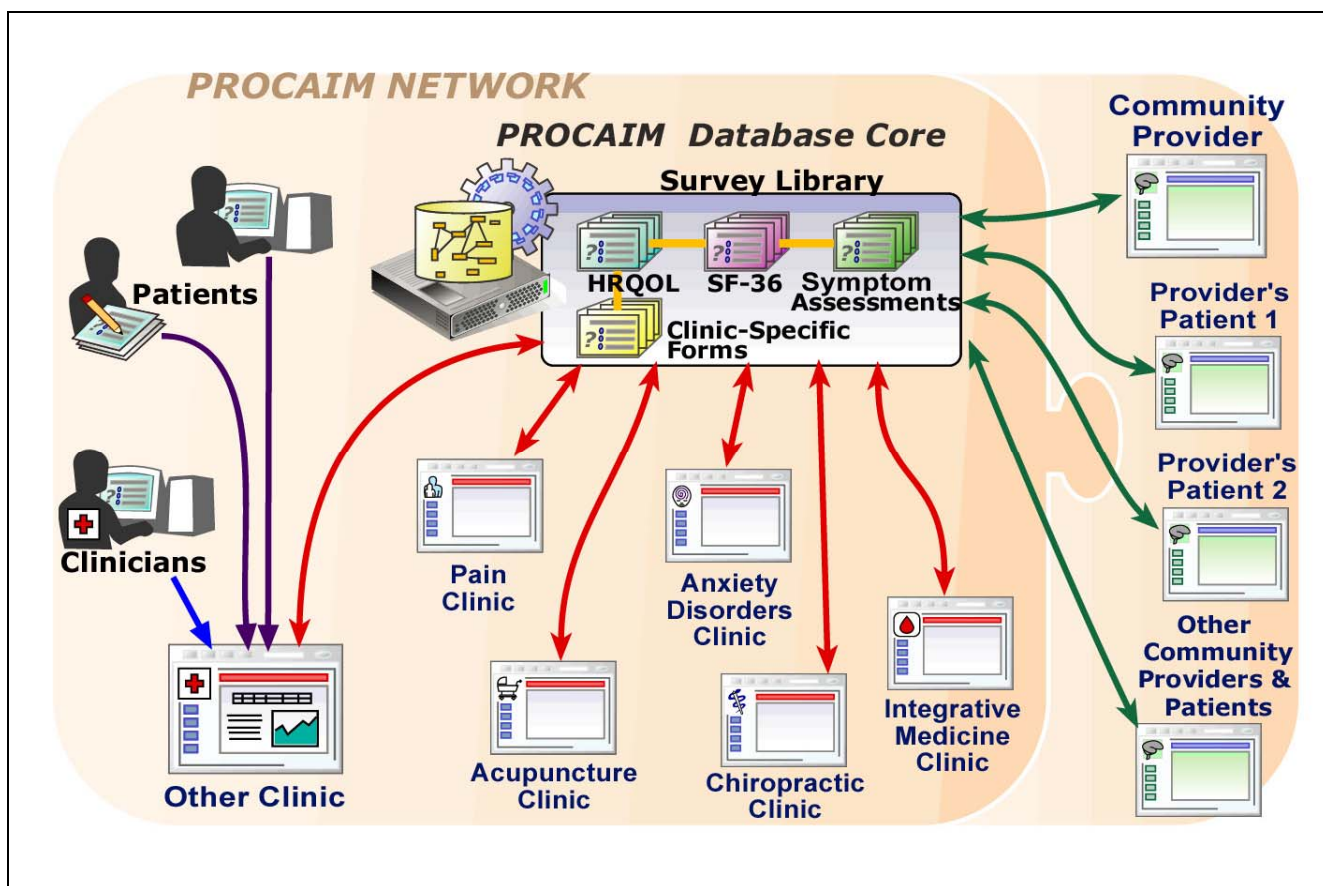 PROCAIM NETWORK
PROCAIM Database Core
Survey Library
HRQOL
SF-36
Symptom
Assessments
Clinic-Specific
Forms
Patients
Clinicians
Other Clinic
Pain
Clinic
Acupuncture
Clinic
Anxiety
Disorders
Clinic
Chiropractic
Clinic
Integrative
Medicine
Clinic
Community
Provider
Provider's
Patient 1
Provider's
Patient 2
Other
Community
Providers &
Patients